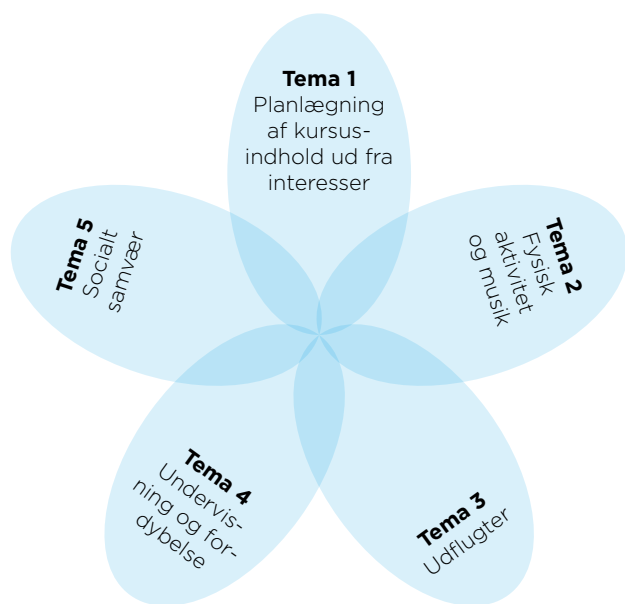 Tema 1
Planlægning
af kursus-
indhold ud fra
interesser
Tema 2
Fysisk
aktivitet
og musik
Tema 3
Udflugter
Tema 4
Undervis-
ning og for-
dybelse
Tema 5
Socialt
samvær